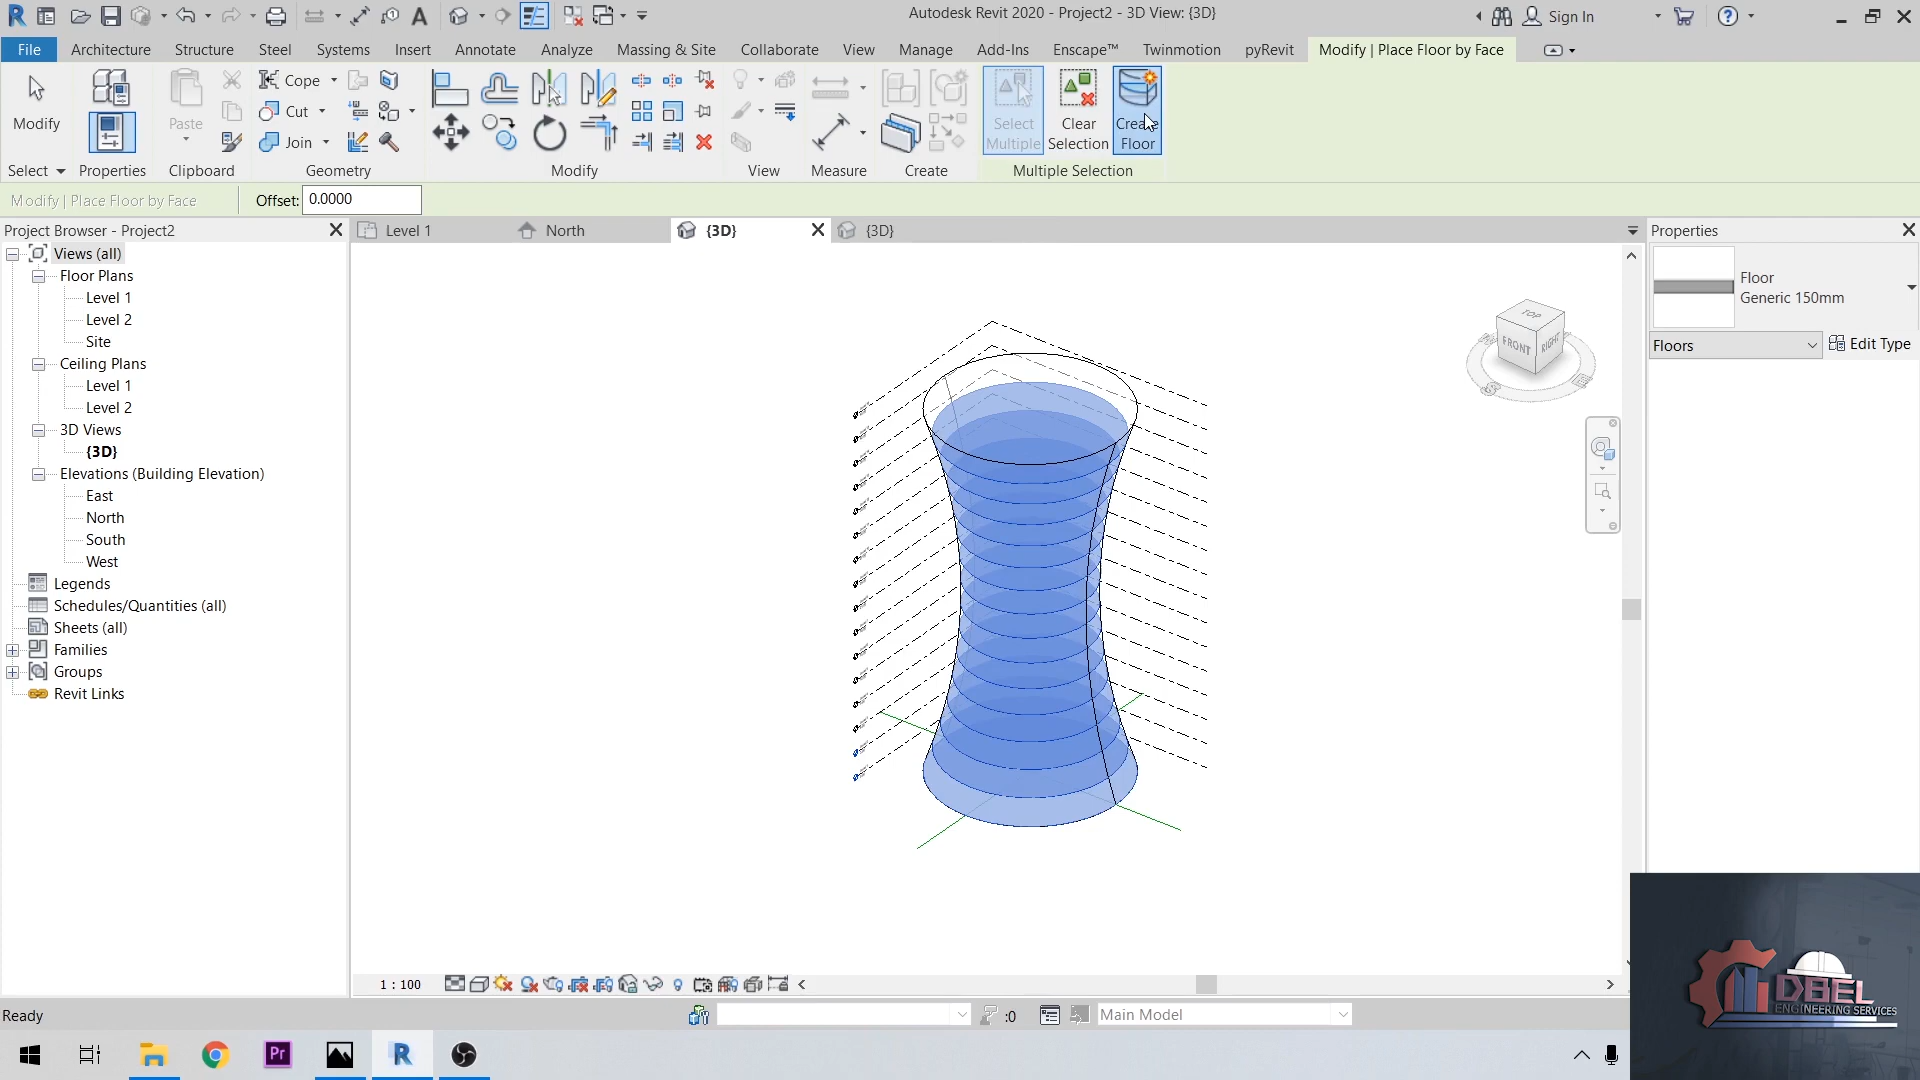 Autodesk Revit 2020 - Project2 - 3D View: {3D}
Sign In
File
Architecture
Structure
Steel
Systems
Insert
Annotate
Analyze
Massing & Site
Collaborate
View
Manage
Add-Ins
Enscape™
Twinmotion
pyRevit
Modify | Place Floor by Face
Modify
Paste
Cope
Cut
Join
Select Multiple
Clear Selection
Create Floor
Select
Properties
Clipboard
Geometry
Modify
View
Measure
Create
Multiple Selection
Modify | Place Floor by Face
Offset:
0.0000
Project Browser - Project2
Level 1
North
{3D}
{3D}
Properties
Views (all)
Floor Plans
Level 1
Level 2
Site
Ceiling Plans
Level 1
Level 2
3D Views
{3D}
Elevations (Building Elevation)
East
North
South
West
Legends
Schedules/Quantities (all)
Sheets (all)
Families
Groups
Revit Links
TOP
FRONT
RIGHT
S
E
Floor
Generic 150mm
Floors
Edit Type
1 : 100
Ready
:0
Main Model
Pr
R
DBEL
ENGINEERING SERVICES